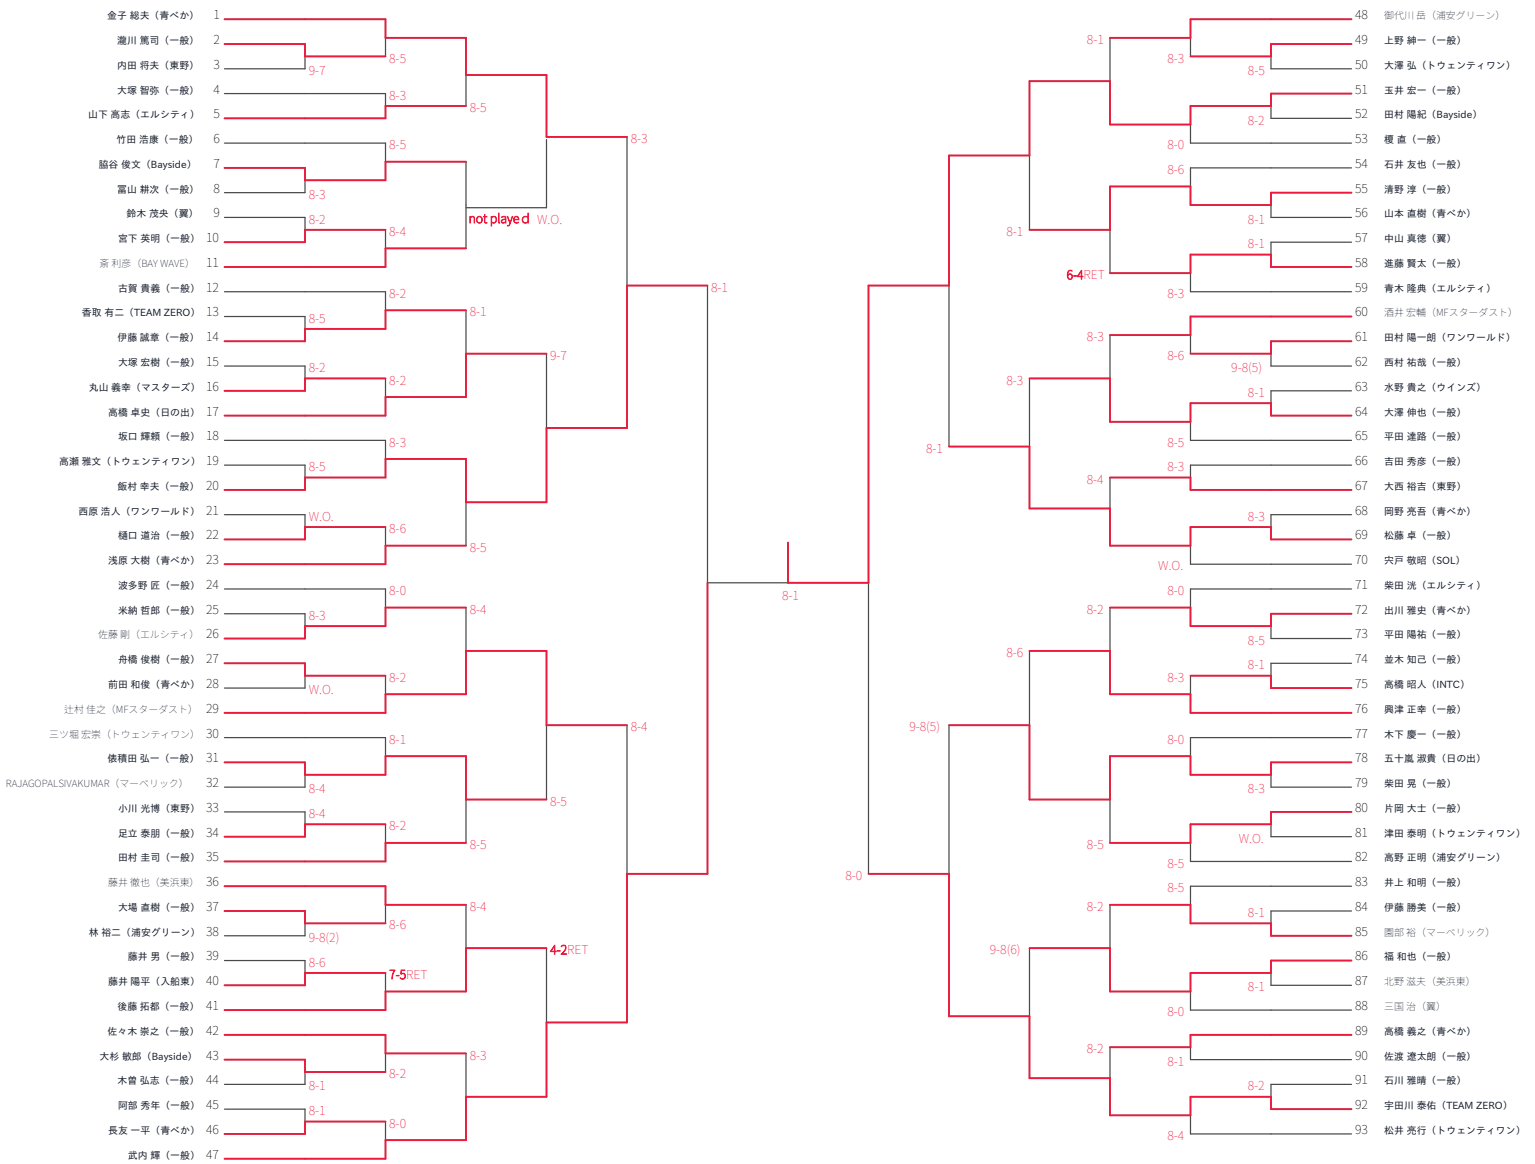 金子 総夫（青べか） 1
瀧川 篤司（一般） 2
内田 将夫（東野） 3
大塚 智弥（一般） 4
山下 高志（エルシティ） 5
竹田 浩康（一般） 6
脇谷 俊文（Bayside） 7
冨山 耕次（一般） 8
鈴木 茂央（翼） 9
宮下 英明（一般） 10
斎 利彦（BAY WAVE） 11
古賀 貴義（一般） 12
香取 有二（TEAM ZERO） 13
伊藤 誠章（一般） 14
大塚 宏樹（一般） 15
丸山 義幸（マスターズ） 16
高橋 卓史（日の出） 17
坂口 輝頼（一般） 18
高瀬 雅文（トウェンティワン） 19
飯村 幸夫（一般） 20
西原 浩人（ワンワールド） 21
樋口 道治（一般） 22
浅原 大樹（青べか） 23
波多野 匠（一般） 24
米納 哲郎（一般） 25
佐藤 剛（エルシティ） 26
舟橋 俊樹（一般） 27
前田 和俊（青べか） 28
辻村 佳之（MFスターダスト） 29
三ツ堀 宏崇（トウェンティワン） 30
俵積田 弘一（一般） 31
RAJAGOPALSIVAKUMAR（マーベリック） 32
小川 光博（東野） 33
足立 泰朋（一般） 34
田村 圭司（一般） 35
藤井 徹也（美浜東） 36
大場 直樹（一般） 37
林 裕二（浦安グリーン） 38
藤井 男（一般） 39
藤井 陽平（入船東） 40
後藤 拓都（一般） 41
佐々木 崇之（一般） 42
大杉 敏郎（Bayside） 43
木曽 弘志（一般） 44
阿部 秀年（一般） 45
長友 一平（青べか） 46
武内 輝（一般） 47
9-7
8-3
8-2
8-5
8-2
8-5
W.O.
8-3
W.O.
8-4
8-4
9-8(2)
8-6
8-1
8-1
8-5
8-3
8-5
8-4
8-2
8-2
8-3
8-6
8-0
8-2
8-1
8-2
8-6
7-5RET
8-2
8-0
8-5
not played
8-1
8-5
8-4
8-5
8-4
8-3
W.O.
9-7
8-5
4-2RET
8-3
8-4
8-1
8-1
8-1
8-0
8-1
9-8(5)
8-1
8-3
8-6
9-8(6)
8-1
6-4RET
8-3
8-4
8-2
8-5
8-2
8-2
8-3
8-0
8-6
8-3
8-6
8-5
8-3
W.O.
8-0
8-3
8-0
8-5
8-5
8-0
8-1
8-4
8-5
8-2
8-1
8-1
9-8(5)
8-1
8-3
8-5
8-1
8-3
W.O.
8-1
8-1
8-2
48 御代川 岳（浦安グリーン）
49 上野 紳一（一般）
50 大澤 弘（トウェンティワン）
51 玉井 宏一（一般）
52 田村 陽紀（Bayside）
53 榎 直（一般）
54 石井 友也（一般）
55 清野 淳（一般）
56 山本 直樹（青べか）
57 中山 真徳（翼）
58 進藤 賢太（一般）
59 青木 隆典（エルシティ）
60 酒井 宏輔（MFスターダスト）
61 田村 陽一朗（ワンワールド）
62 西村 祐哉（一般）
63 水野 貴之（ウインズ）
64 大澤 伸也（一般）
65 平田 達路（一般）
66 吉田 秀彦（一般）
67 大西 裕吉（東野）
68 岡野 亮吾（青べか）
69 松藤 卓（一般）
70 宍戸 敬昭（SOL）
71 柴田 洸（エルシティ）
72 出川 雅史（青べか）
73 平田 陽祐（一般）
74 並木 知己（一般）
75 高橋 昭人（INTC）
76 興津 正幸（一般）
77 木下 慶一（一般）
78 五十嵐 淑貴（日の出）
79 柴田 晃（一般）
80 片岡 大士（一般）
81 津田 泰明（トウェンティワン）
82 高野 正明（浦安グリーン）
83 井上 和明（一般）
84 伊藤 勝美（一般）
85 園部 裕（マーベリック）
86 福 和也（一般）
87 北野 滋夫（美浜東）
88 三国 治（翼）
89 高橋 義之（青べか）
90 佐渡 遼太朗（一般）
91 石川 雅晴（一般）
92 宇田川 泰佑（TEAM ZERO）
93 松井 亮行（トウェンティワン）